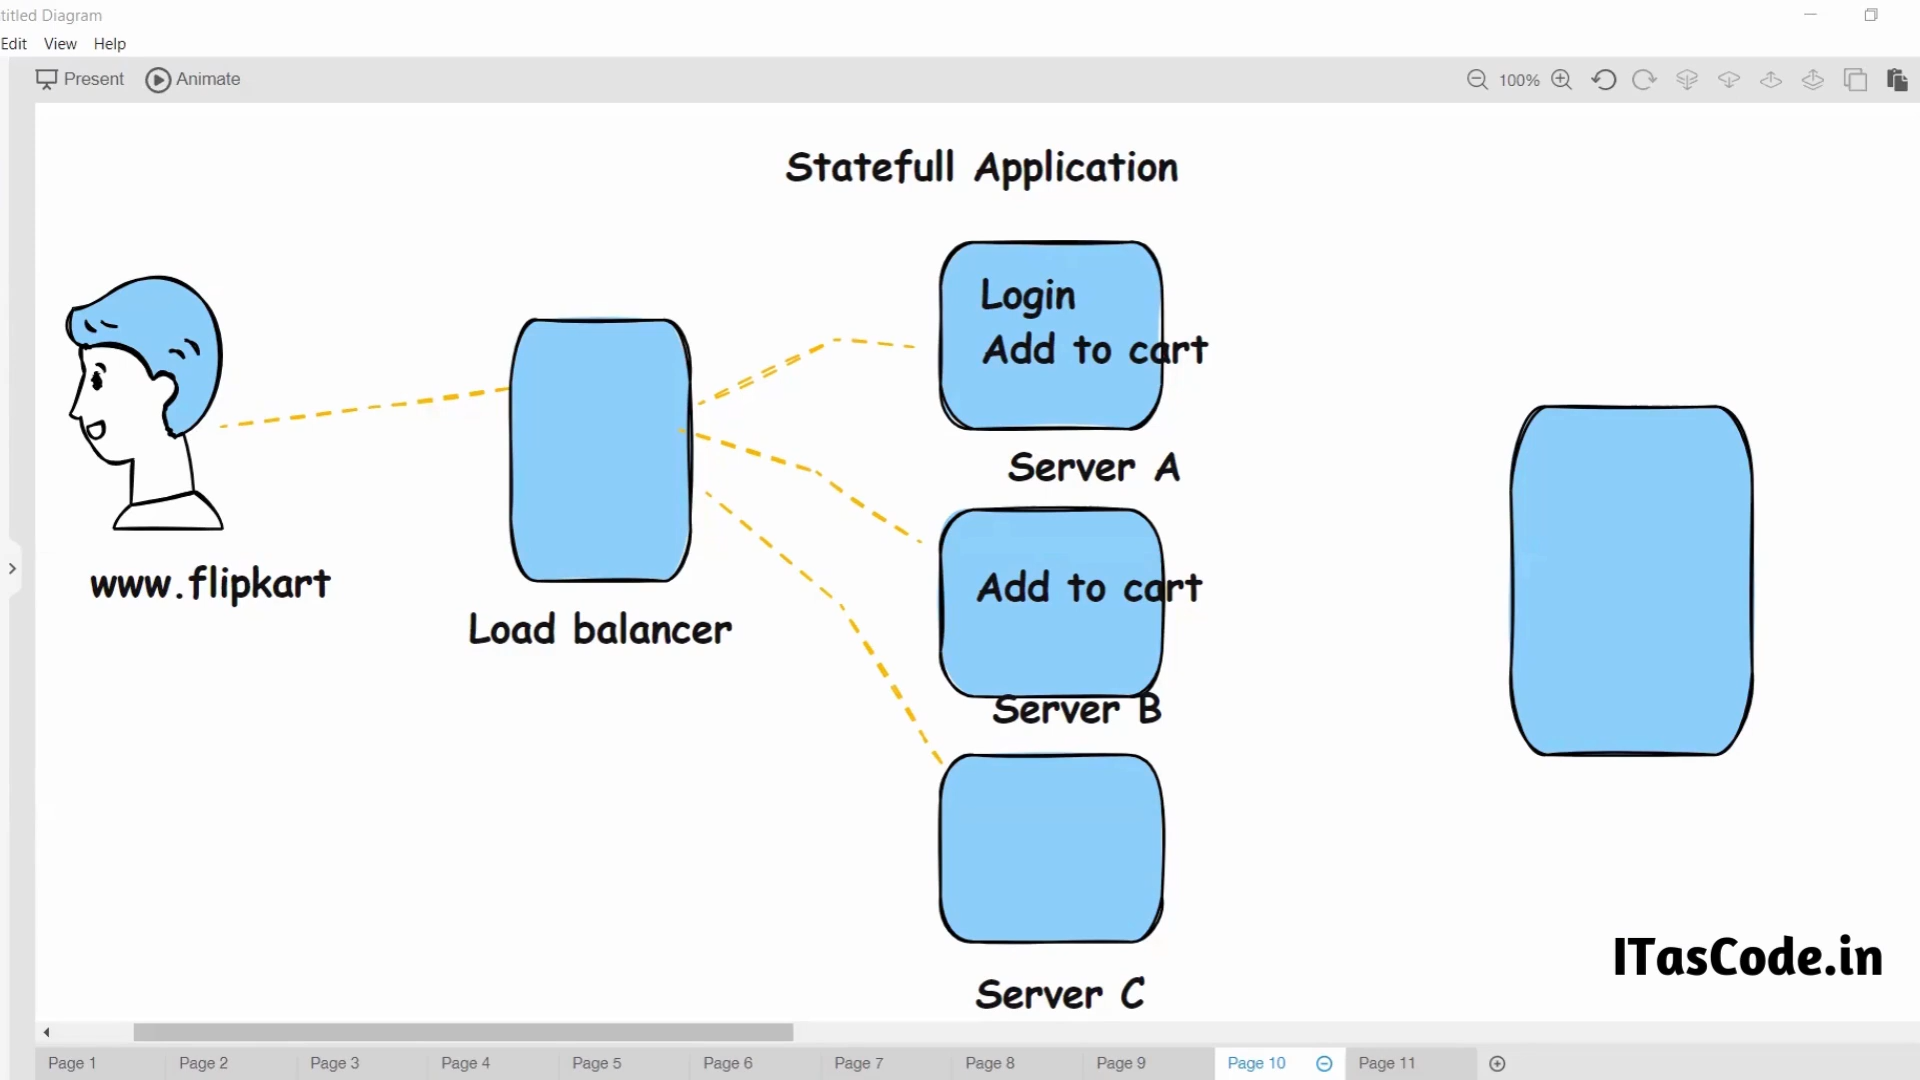 titled Diagram
Edit View Help
Present Animate 100%
Statefull Application
Login
Add to cart
Server A
www.flipkart
Load balancer
Add to cart
Server B
Server C
ITasCode.in
Page 1 Page 2 Page 3 Page 4 Page 5 Page 6 Page 7 Page 8 Page 9 Page 10 Page 11